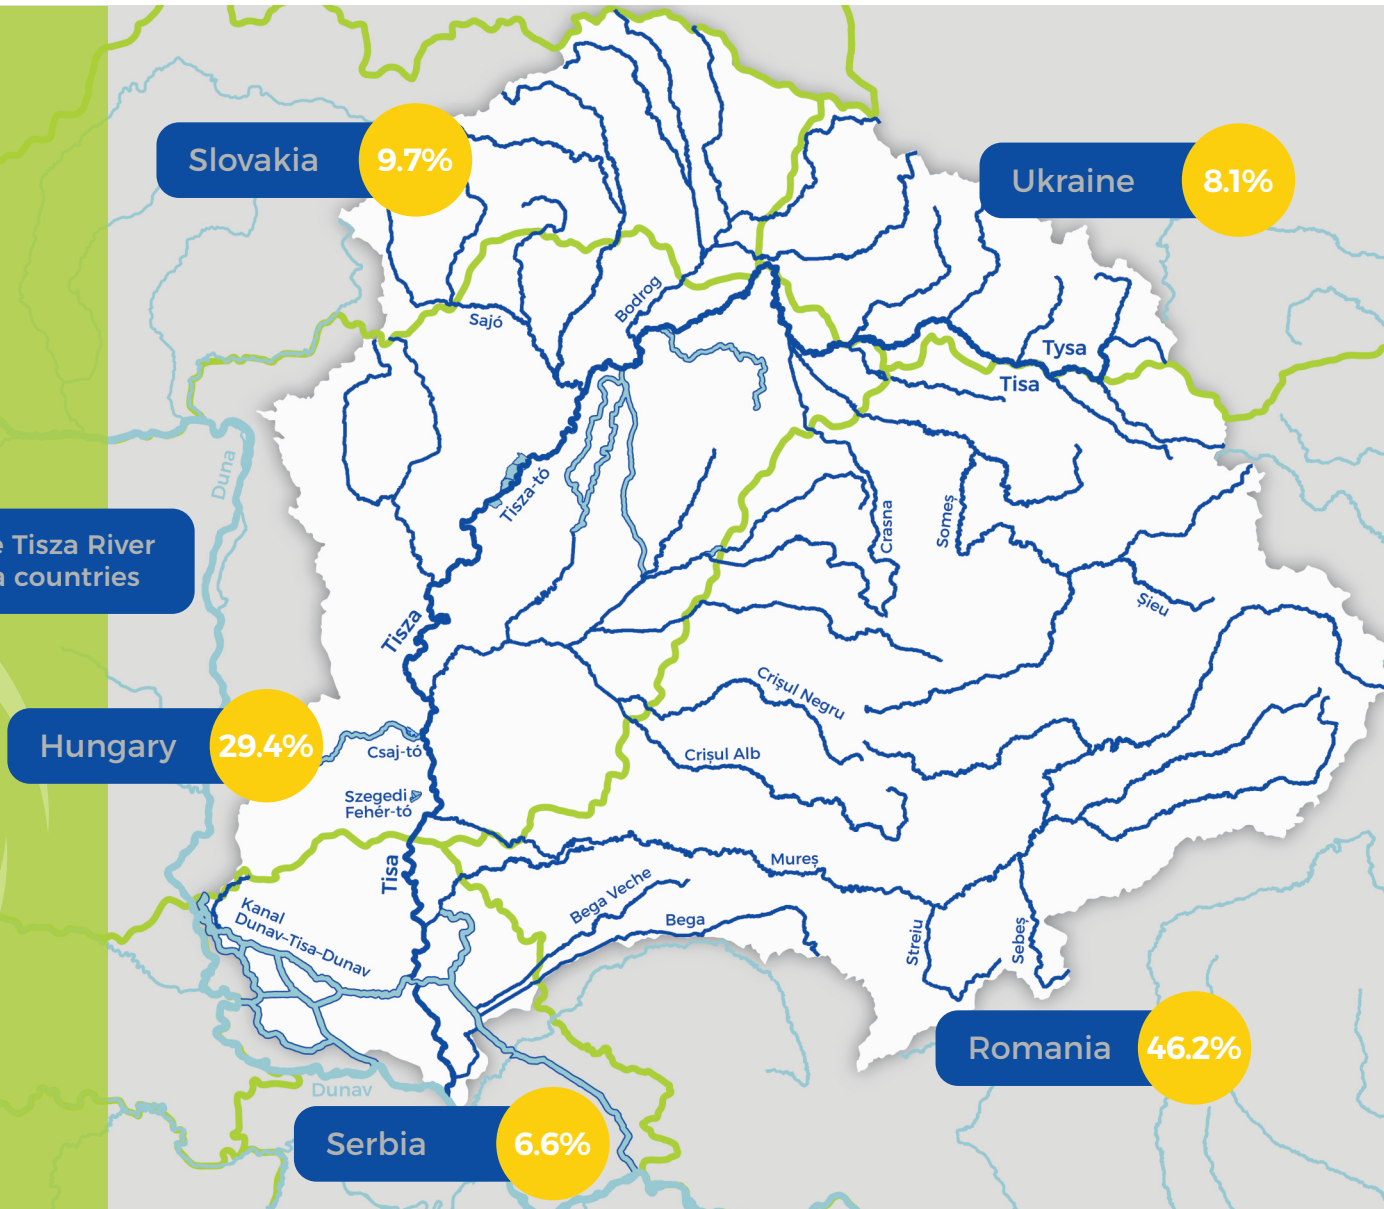 Slovakia
9.7%
Ukraine
8.1%
Bodrog
Sajó
Tysa
Tisa
Duna
Tisza-tó
Crasna
Someș
e Tisza River
a countries
Șieu
Tisza
Crișul Negru
Hungary
29.4%
Csaj-tó
Crișul Alb
Szegedi
Fehér-tó
Tisa
Mureș
Bega Veche
Kanal
Dunav-Tisa-Dunav
Bega
Streiu
Sebeș
Romania
46.2%
Dunav
Serbia
6.6%